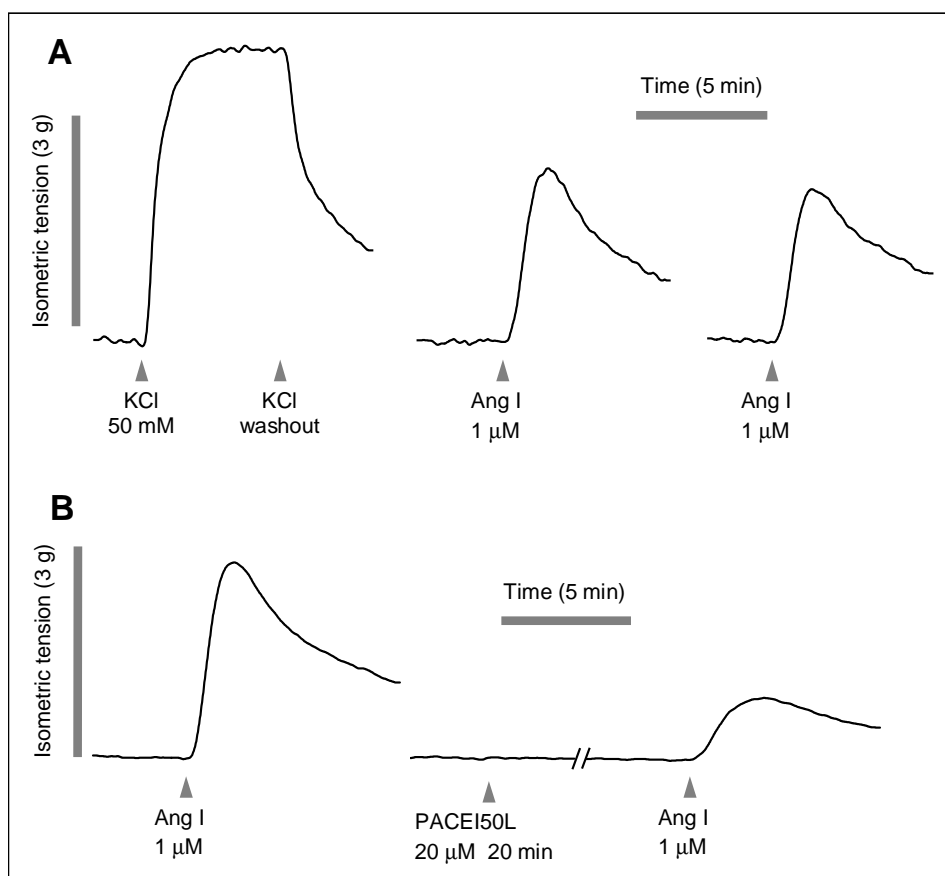 A
Time (5 min)
Isometric tension (3 g)
KCl
50 mM
KCl
washout
Ang I
1 μM
Ang I
1 μM
B
Time (5 min)
Isometric tension (3 g)
Ang I
1 μM
PACEI50L
20 μM 20 min
Ang I
1 μM